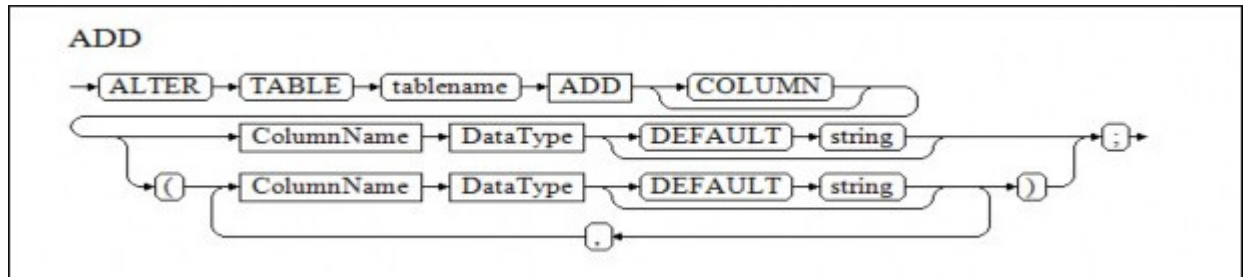 ADD
ALTER TABLE tablename ADD COLUMN
ColumnName DataType DEFAULT string ;
( ColumnName DataType DEFAULT string )
,